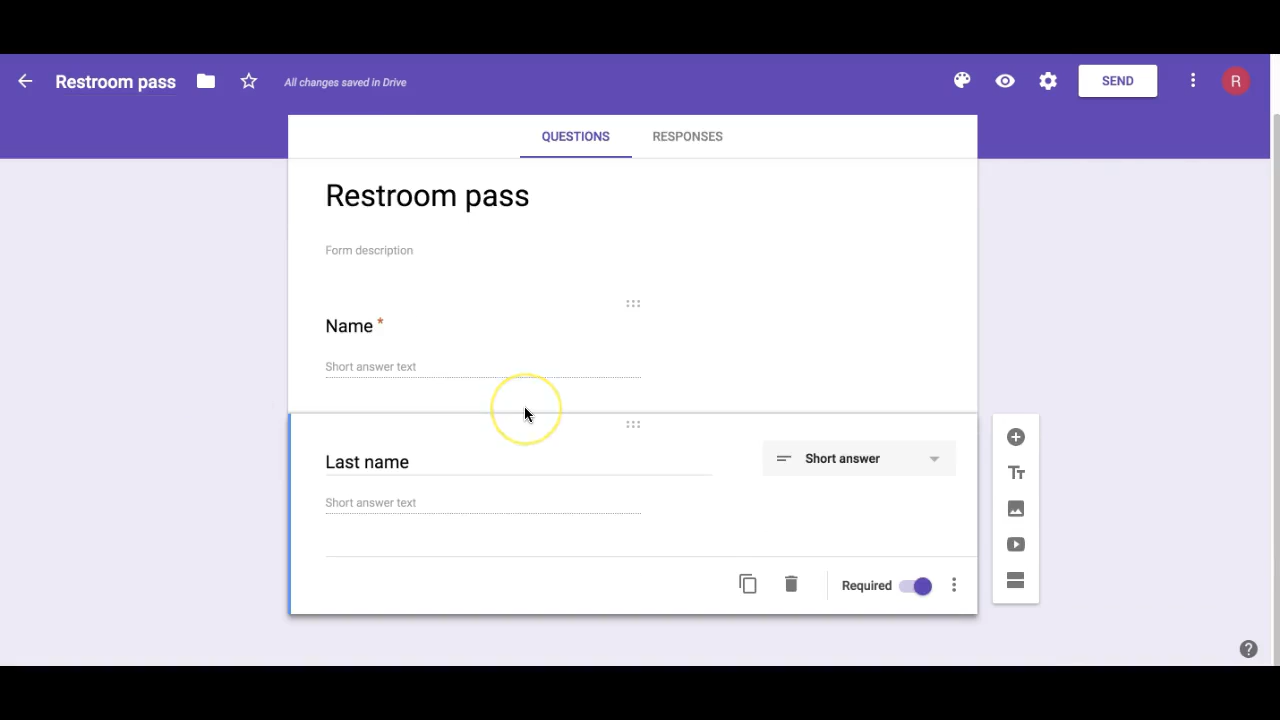 Restroom pass
All changes saved in Drive
SEND
R
QUESTIONS
RESPONSES
Restroom pass
Form description
Name *
Short answer text
Last name
Short answer
Short answer text
Required
Tт
?